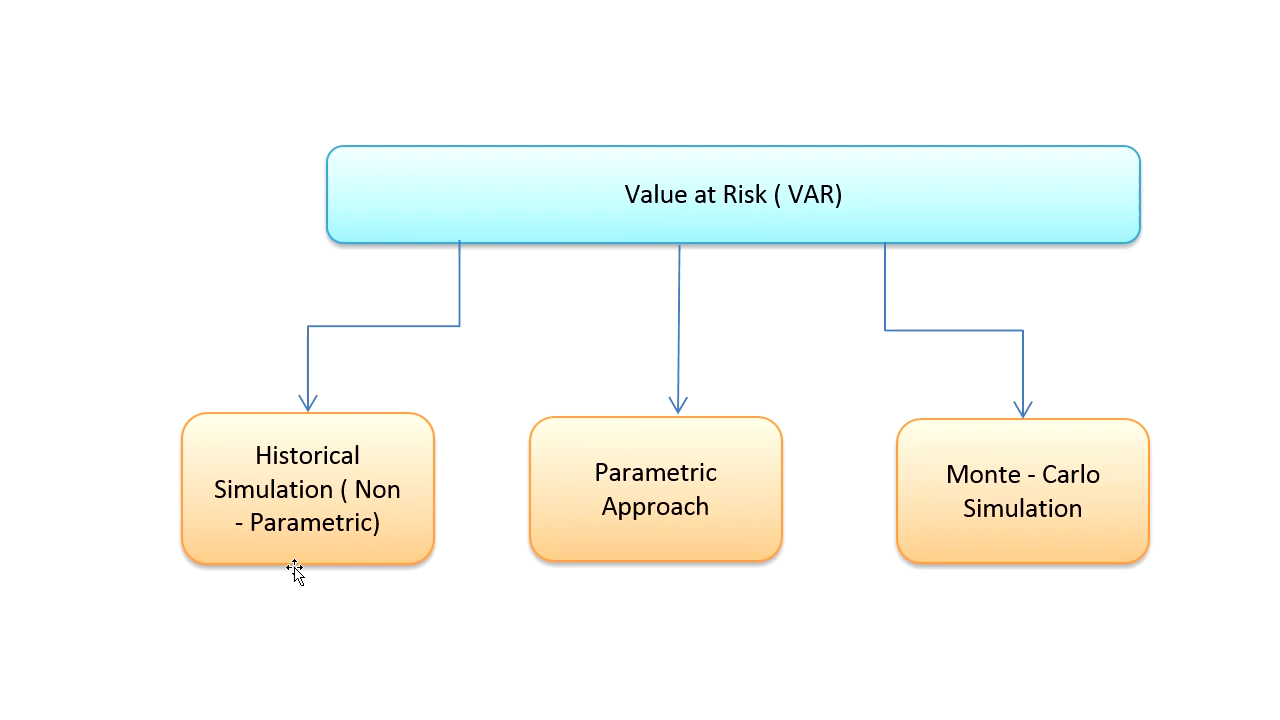 Value at Risk ( VAR)
Historical
Simulation ( Non
- Parametric)
Parametric
Approach
Monte - Carlo
Simulation